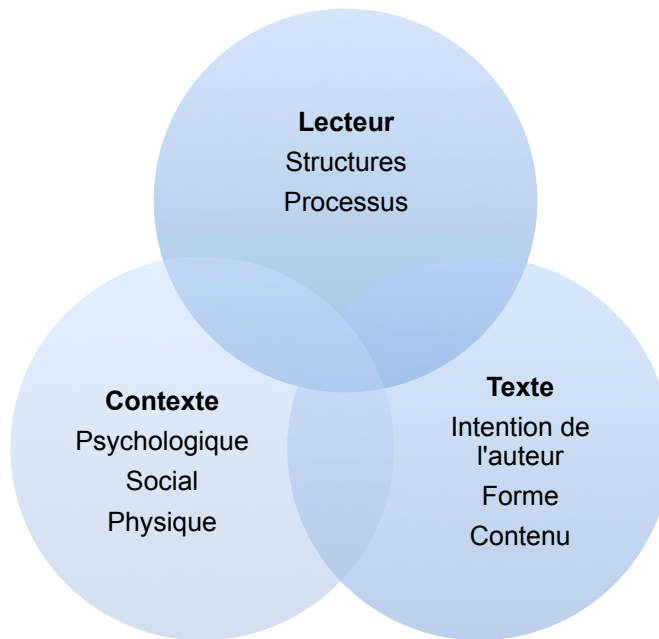 Lecteur
Structures
Processus
Contexte
Psychologique
Social
Physique
Texte
Intention de
l'auteur
Forme
Contenu